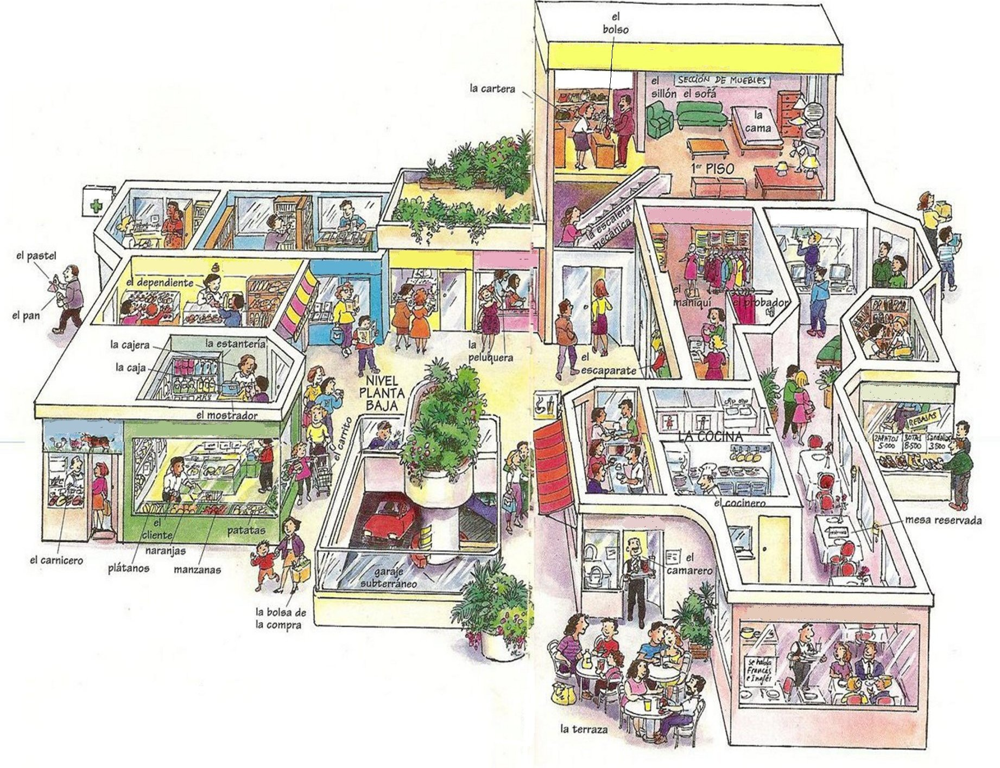 el
bolso
la cartera
SECCIÓN DE MUEBLES
el
sillón
el sofá
la
cama
1er PISO
la escalera
mecánica
el pastel
el pan
el dependiente
la cajera
la estantería
la caja
el mostrador
el
maniquí
el probador
la
peluquera
el
escaparate
NIVEL
PLANTA
BAJA
el carrito
LA COCINA
REBAJAS
ZAPATOS
5.000
BOTAS
8.500
Sandalias
3.500
el cocinero
mesa reservada
el
cliente
patatas
naranjas
el carnicero
plátanos
manzanas
garaje
subterráneo
el
camarero
la bolsa de
la compra
Se habla
Francés
e Inglés
la terraza